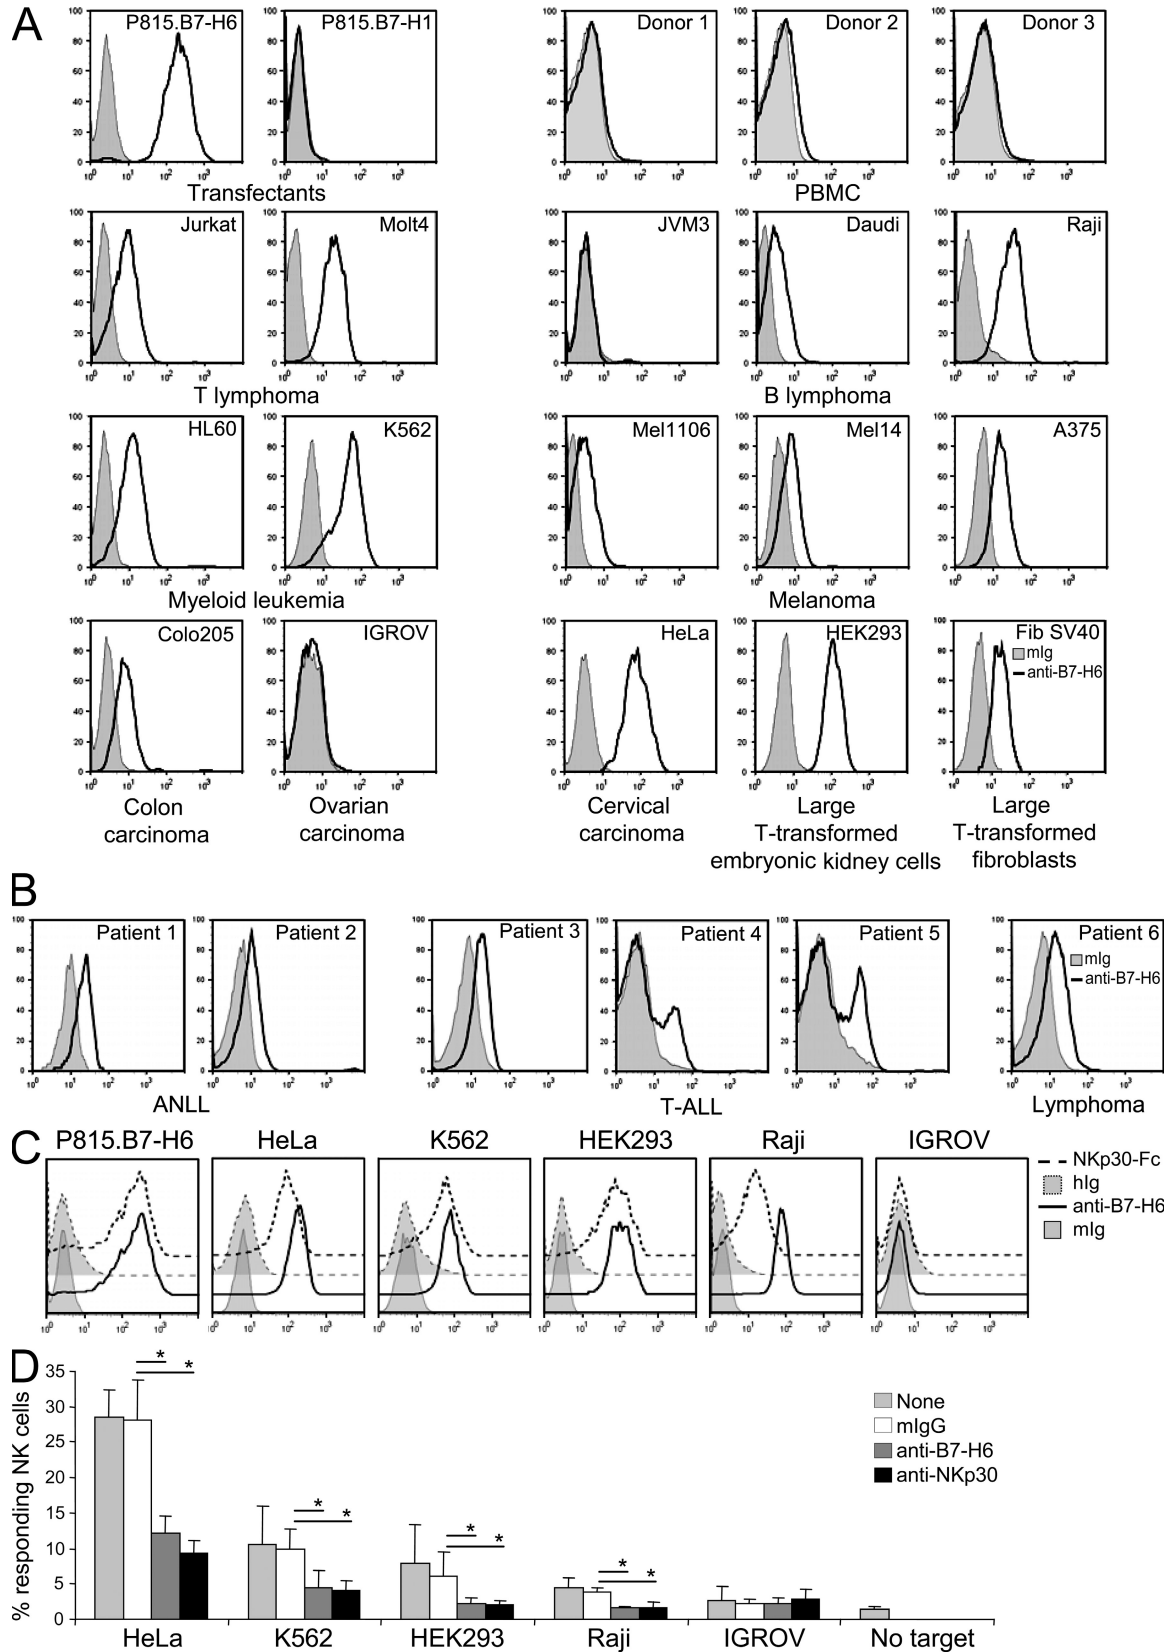 A
P815.B7-H6
P815.B7-H1
Donor 1
Donor 2
Donor 3
Transfectants
PBMC
Jurkat
Molt4
JVM3
Daudi
Raji
T lymphoma
B lymphoma
HL60
K562
Mel1106
Mel14
A375
Myeloid leukemia
Melanoma
Colo205
IGROV
HeLa
HEK293
Fib SV40
mIg
anti-B7-H6
Colon
carcinoma
Ovarian
carcinoma
Cervical
carcinoma
Large
T-transformed
embryonic kidney cells
Large
T-transformed
fibroblasts
B
Patient 1
Patient 2
Patient 3
Patient 4
Patient 5
Patient 6
mIg
anti-B7-H6
ANLL
T-ALL
Lymphoma
C
P815.B7-H6
HeLa
K562
HEK293
Raji
IGROV
NKp30-Fc
hIg
anti-B7-H6
mIg
D
% responding NK cells
35
30
25
20
15
10
5
0
* *
* *
* *
* *
None
mIgG
anti-B7-H6
anti-NKp30
HeLa
K562
HEK293
Raji
IGROV
No target